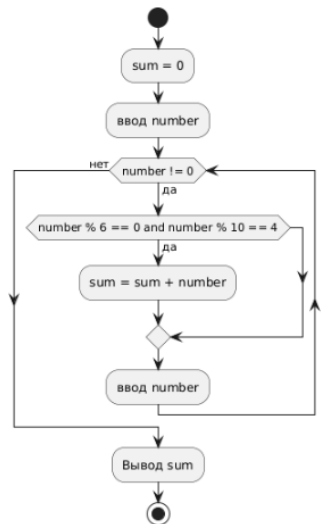 sum = 0
ввод number
нет
number != 0
да
number % 6 == 0 and number % 10 == 4
да
sum = sum + number
ввод number
Вывод sum